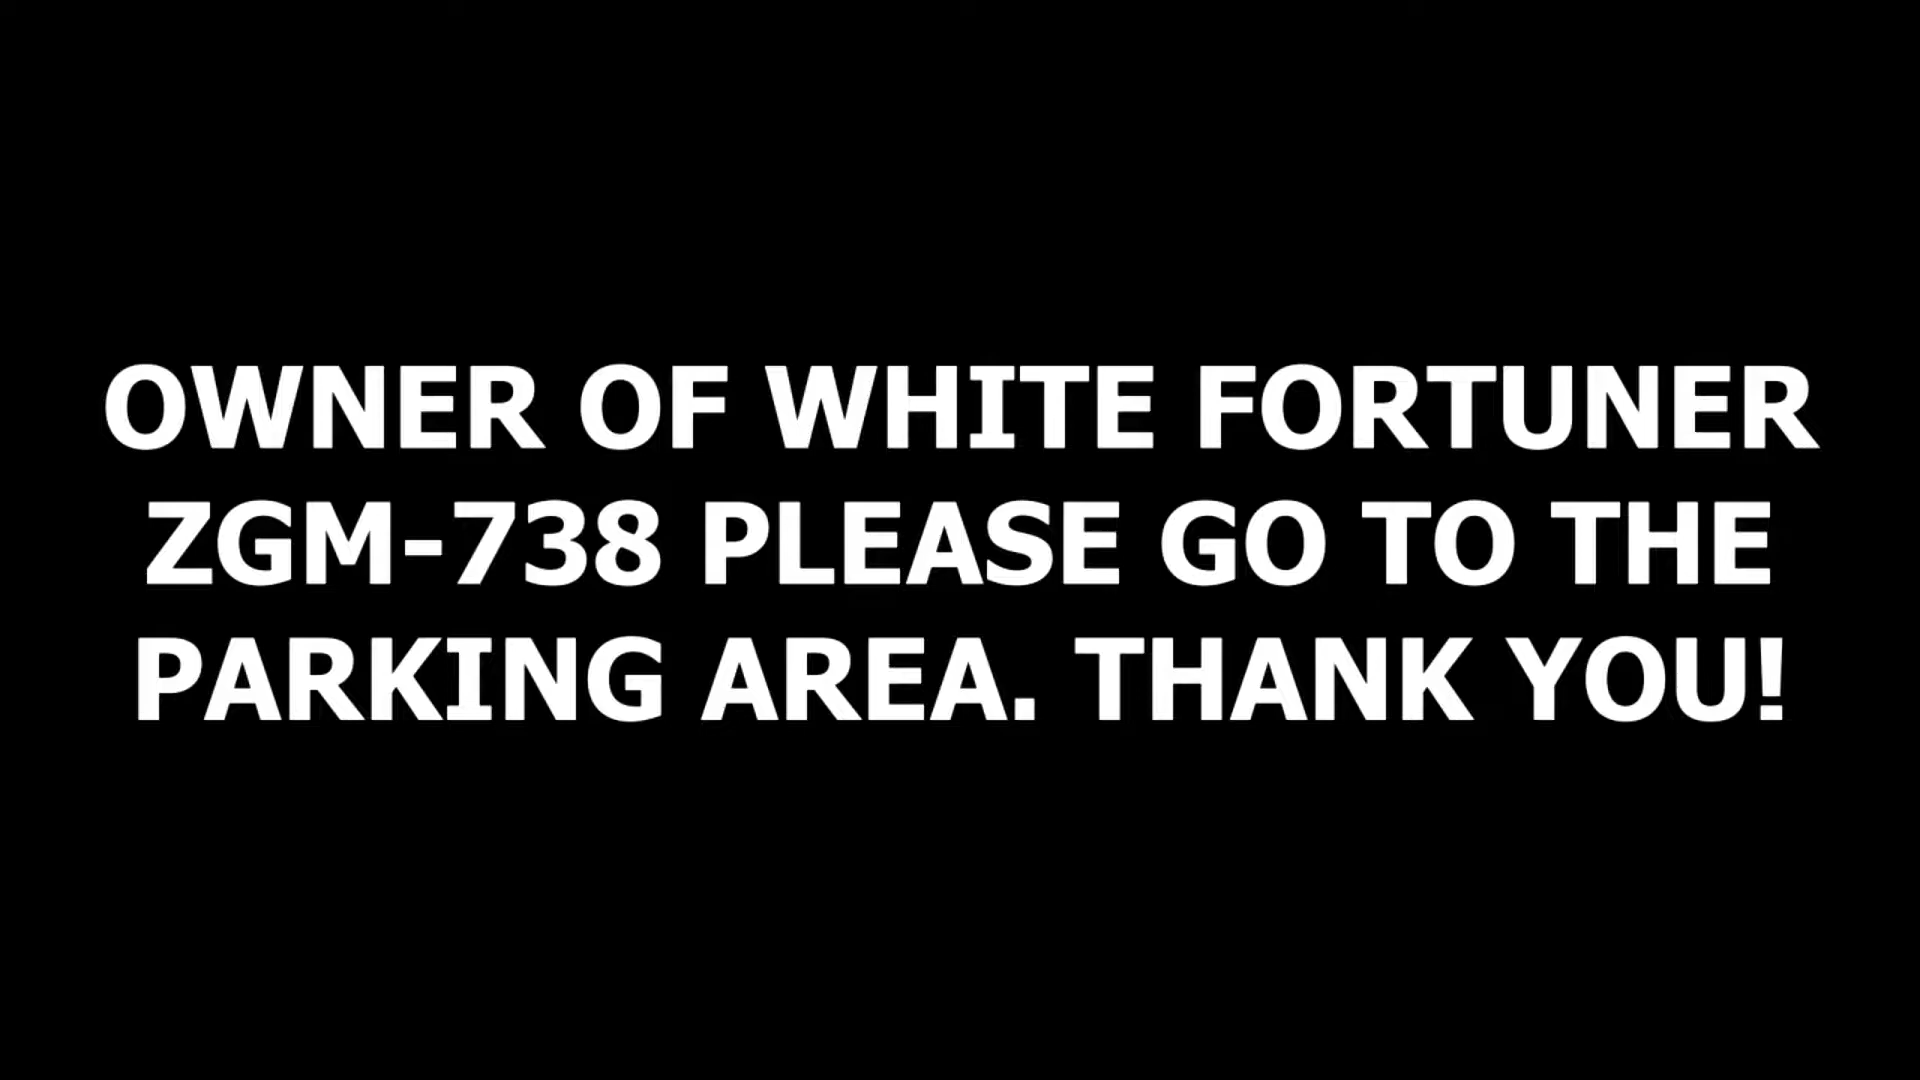 OWNER OF WHITE FORTUNER
ZGM-738 PLEASE GO TO THE
PARKING AREA. THANK YOU!